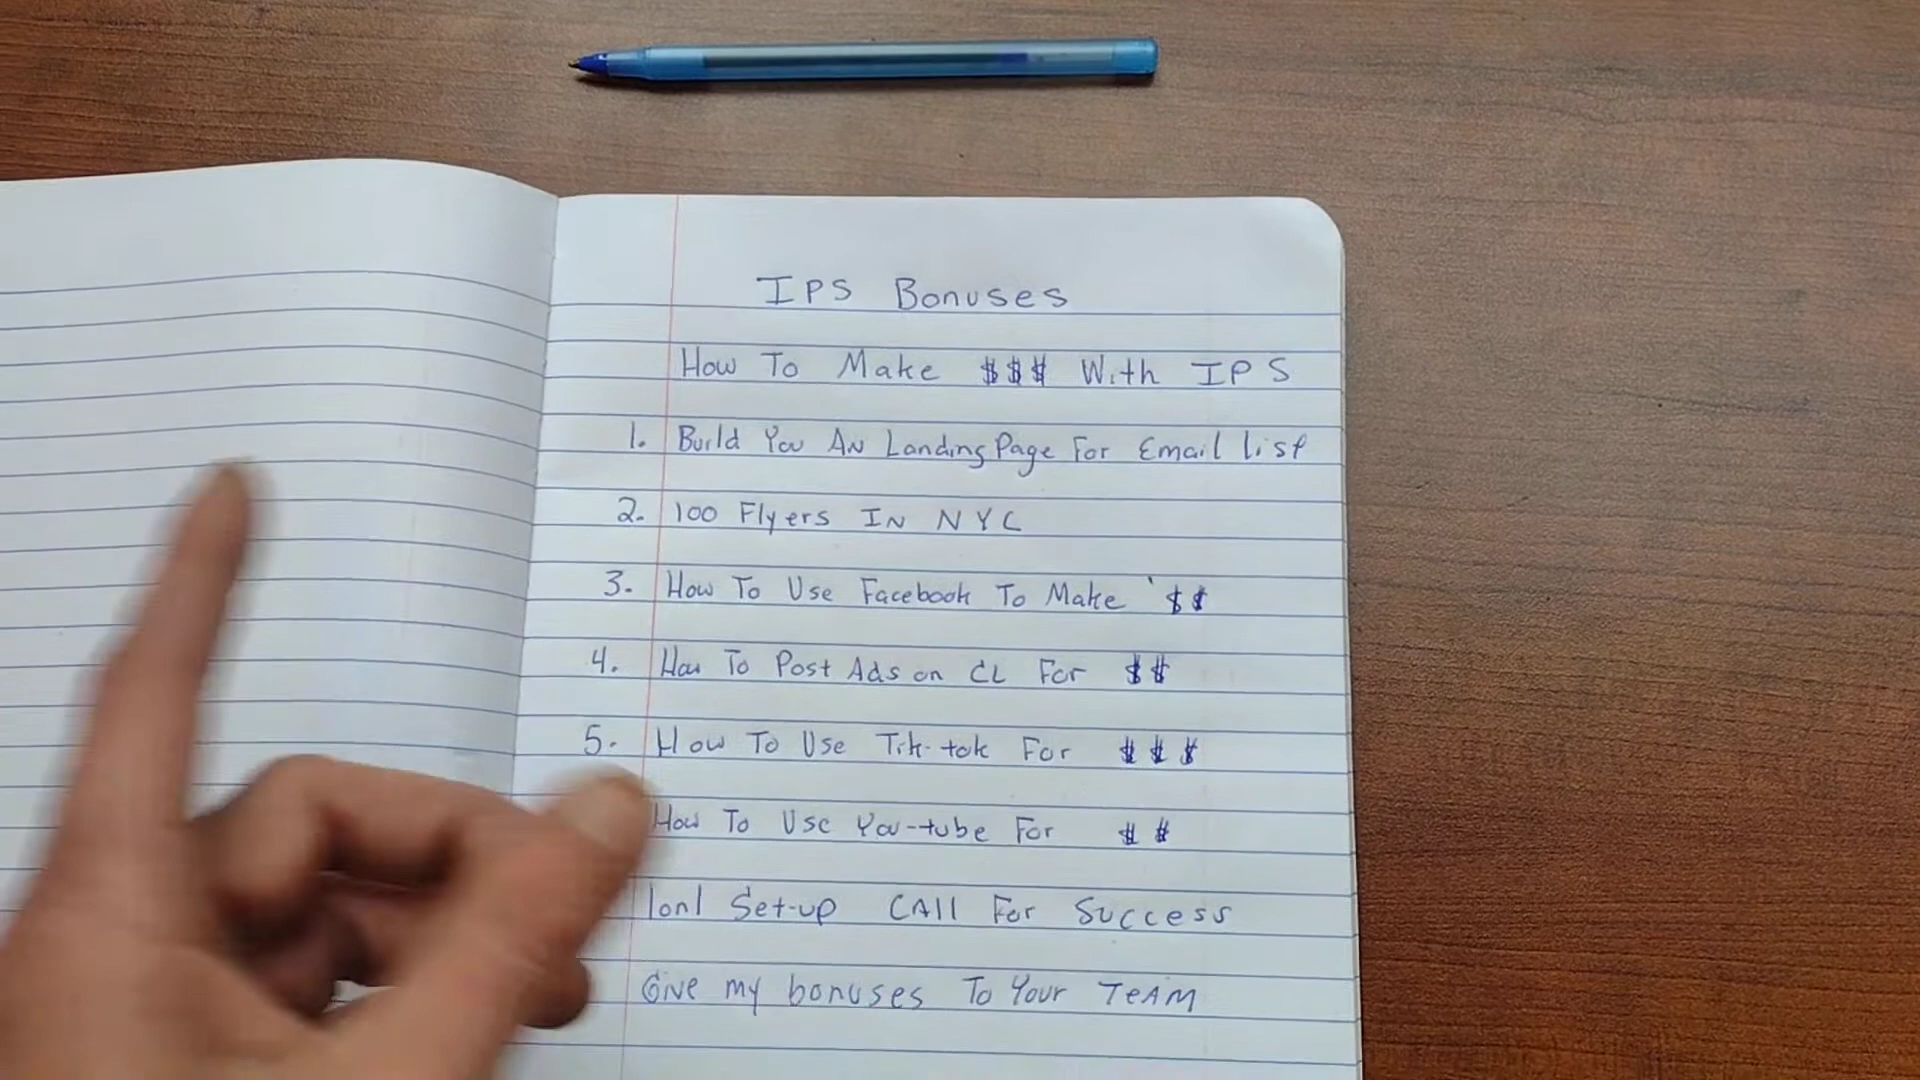 IPS Bonuses
How To Make $$$ With IPS
1. Build You An Landing Page For Email list
2. 100 Flyers IN NYC
3. How To Use Facebook To Make $$
4. How To Post Ads on CL For $$
5. How To Use Tik-tok For $$$
How To Use You-tube For $$
1on1 Set-up CAll For Success
Give my bonuses To Your TEAM